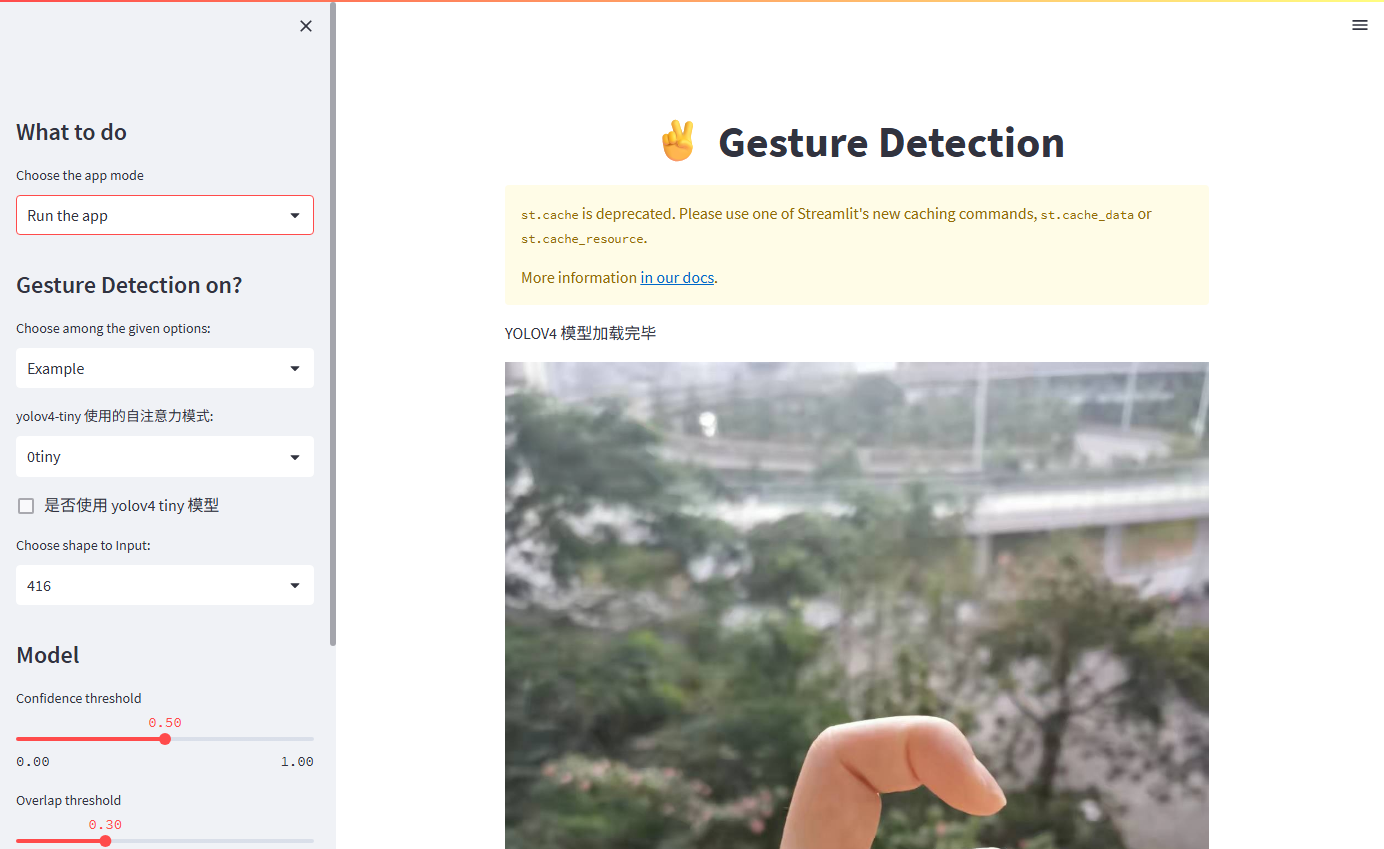 What to do
Choose the app mode
Run the app
Gesture Detection on?
Choose among the given options:
Example
yolov4-tiny 使用的自注意力模式:
0tiny
是否使用 yolov4 tiny 模型
Choose shape to Input:
416
Model
Confidence threshold
0.50
0.00 1.00
Overlap threshold
0.30
✌ Gesture Detection
st.cache is deprecated. Please use one of Streamlit's new caching commands, st.cache_data or
st.cache_resource.
More information in our docs.
YOLOV4 模型加载完毕